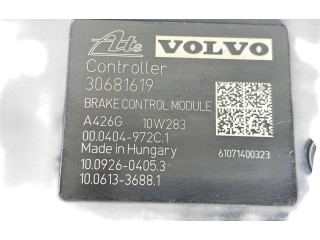 Ate VOLVO
Controller
30681619
BRAKE CONTROL MODULE
A426G 10W283
00.0404-972C.1
Made in Hungary 61071400323
10.0926-0405.3
10.0613-3688.1